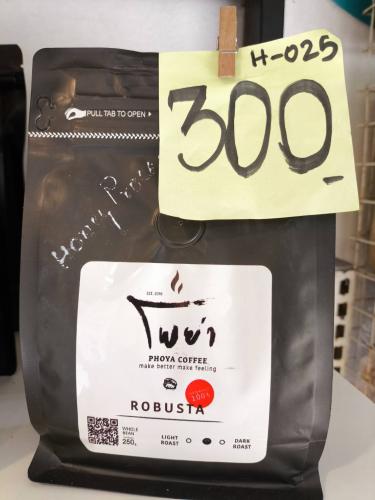 H-025
300.-
PULL TAB TO OPEN
Honey Process
EST. 2016
โพย่า
PHOYA COFFEE
make better make feeling
100%
ROBUSTA
WHOLE BEAN
250g
LIGHT ROAST
DARK ROAST